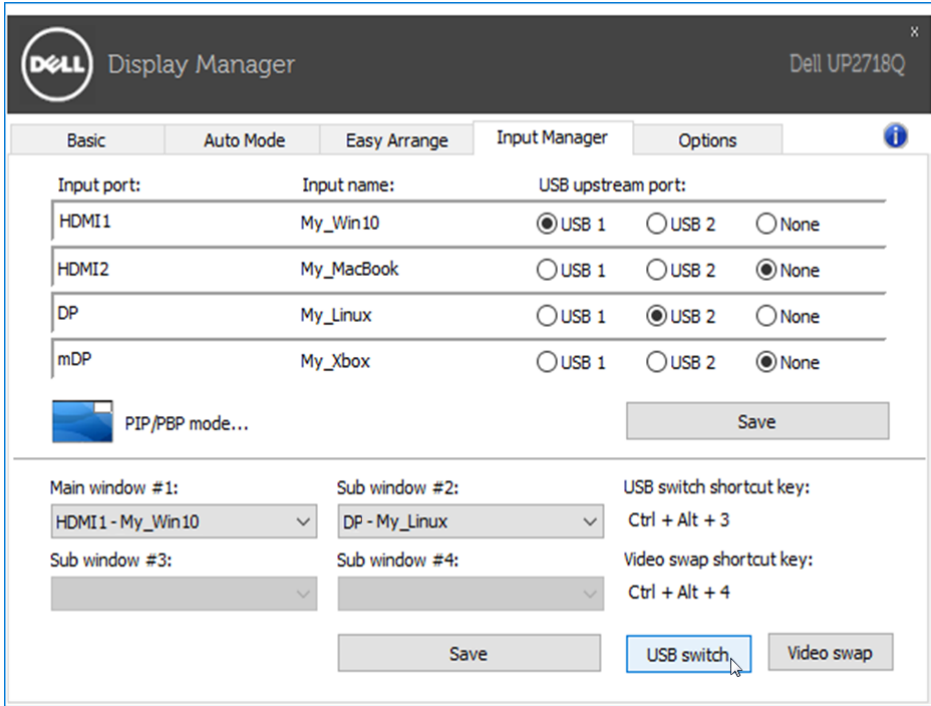 X
DELL Display Manager Dell UP2718Q
Basic Auto Mode Easy Arrange Input Manager Options i
Input port: Input name: USB upstream port:
HDMI1 My_Win10 USB 1 USB 2 None
HDMI2 My_MacBook USB 1 USB 2 None
DP My_Linux USB 1 USB 2 None
mDP My_Xbox USB 1 USB 2 None
PIP/PBP mode... Save
Main window #1: Sub window #2: USB switch shortcut key:
HDMI1 - My_Win10 DP - My_Linux Ctrl + Alt + 3
Sub window #3: Sub window #4: Video swap shortcut key:
Ctrl + Alt + 4
Save USB switch Video swap